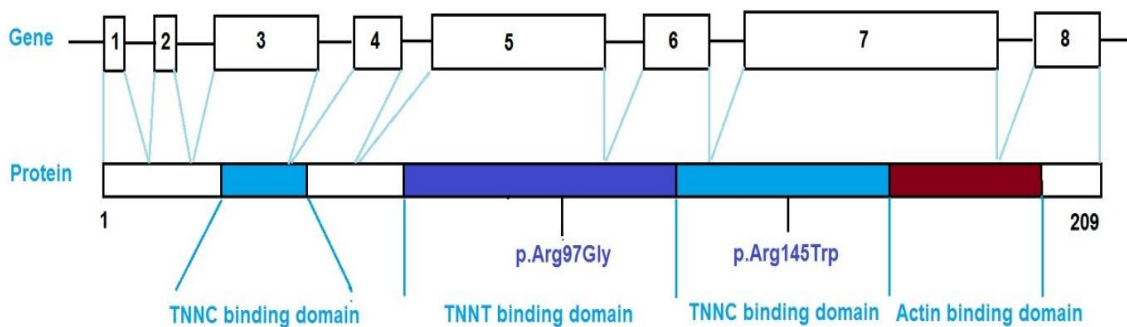 Gene 1 2 3 4 5 6 7 8
Protein
1 209
p.Arg97Gly p.Arg145Trp
TNNC binding domain TNNT binding domain TNNC binding domain Actin binding domain